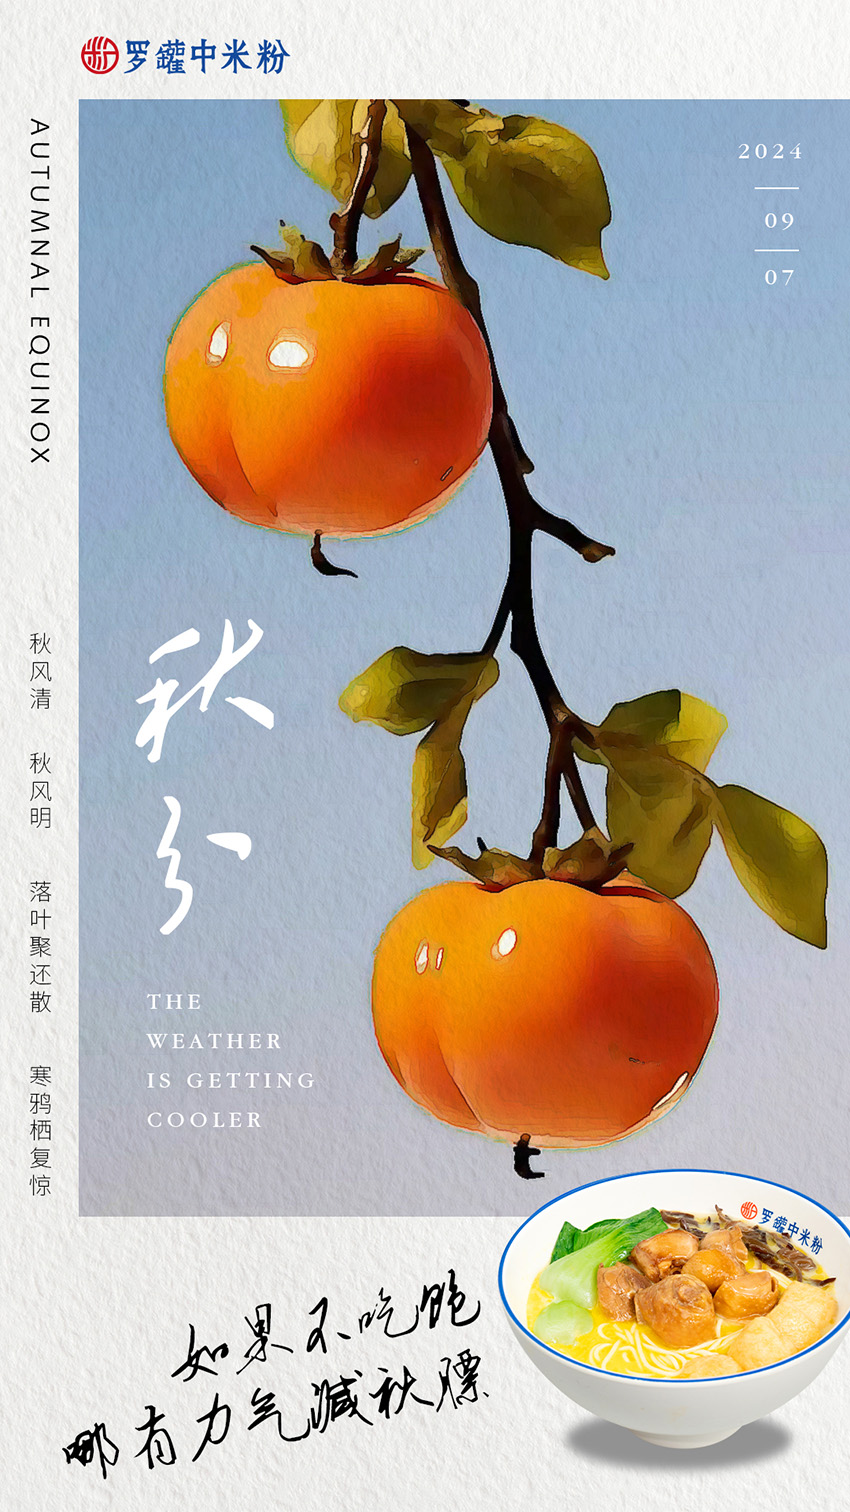 罗罐中米粉
AUTUMNAL EQUINOX
2024
09
07
秋风清 秋风明 落叶聚还散 寒鸦栖复惊
秋分
THE
WEATHER
IS GETTING
COOLER
罗罐中米粉
如果不吃饱
哪有力气减秋膘